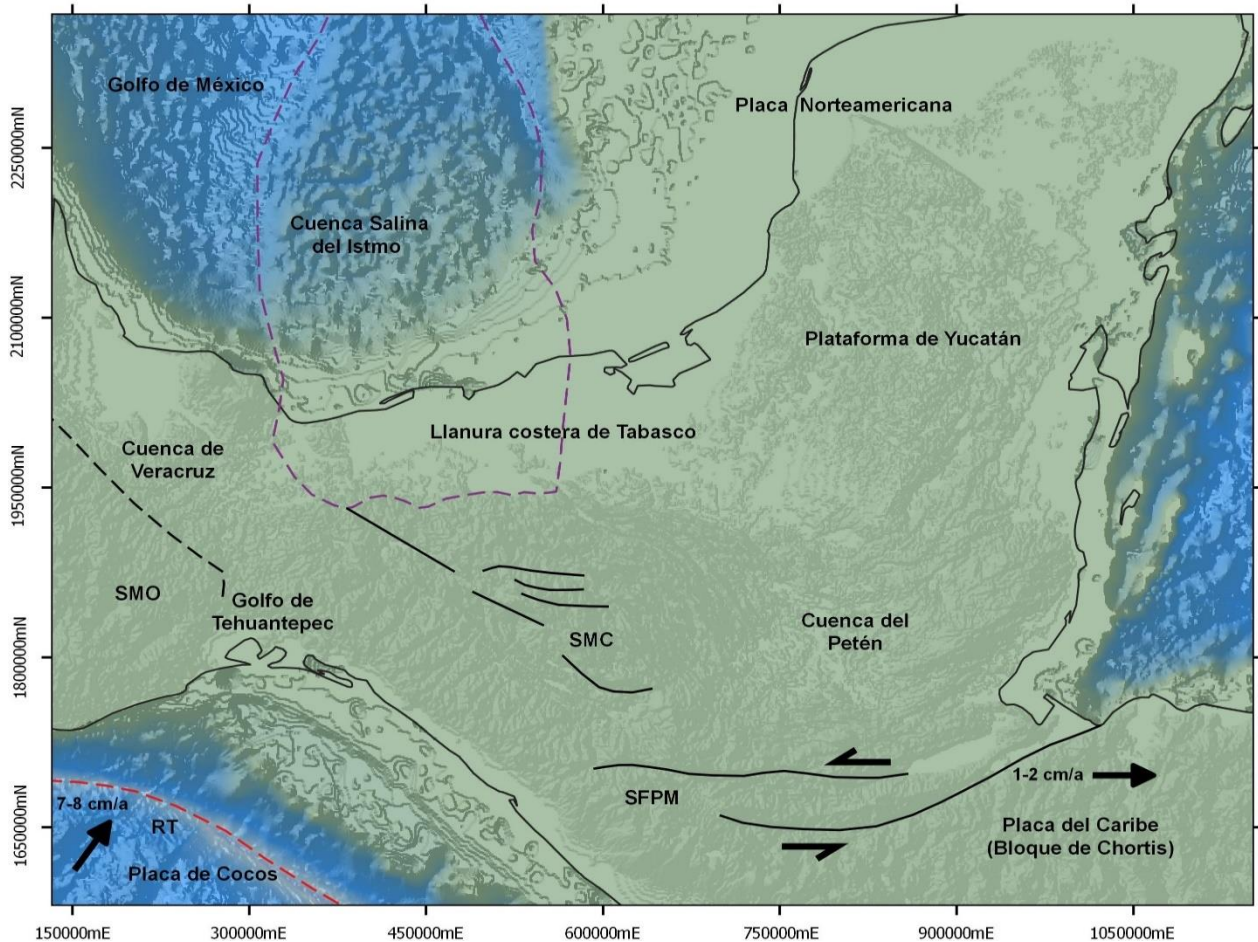 Golfo de México
Placa Norteamericana
Cuenca Salina
del Istmo
Plataforma de Yucatán
Llanura costera de Tabasco
Cuenca de
Veracruz
SMO
Golfo de
Tehuantepec
SMC
Cuenca del
Petén
7-8 cm/a
RT
Placa de Cocos
SFPM
1-2 cm/a
Placa del Caribe
(Bloque de Chortis)
2250000mN
2100000mN
1950000mN
1800000mN
1650000mN
150000mE 300000mE 450000mE 600000mE 750000mE 900000mE 1050000mE